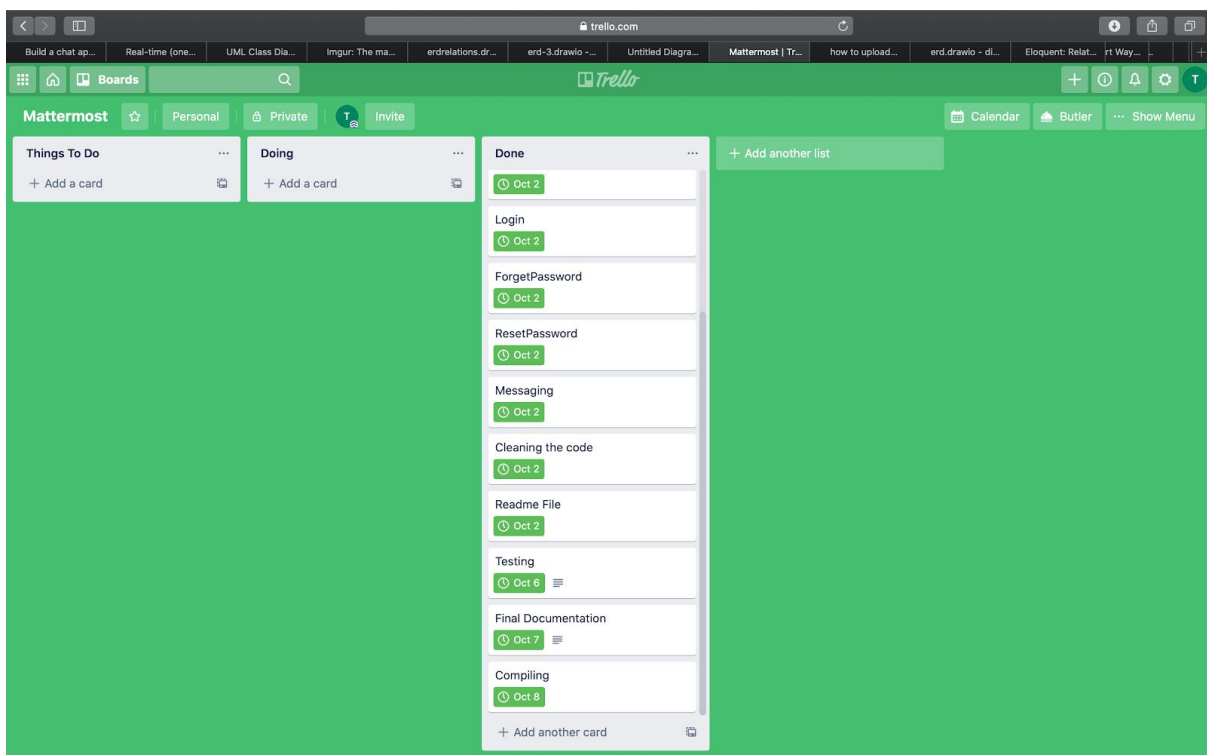 trello.com
Build a chat ap...
Real-time (one...
UML Class Dia...
Imgur: The ma...
erdrelations.dr...
erd-3.drawio -...
Untitled Diagra...
Mattermost | Tr...
how to upload...
erd.drawio - di...
Eloquent: Relat...
rt Way...
Boards
Trello
T
Mattermost
Personal
Private
T
Invite
Calendar
Butler
... Show Menu
Things To Do
+ Add a card
Doing
+ Add a card
Done
Oct 2
Login
Oct 2
ForgetPassword
Oct 2
ResetPassword
Oct 2
Messaging
Oct 2
Cleaning the code
Oct 2
Readme File
Oct 2
Testing
Oct 6
Final Documentation
Oct 7
Compiling
Oct 8
+ Add another card
+ Add another list